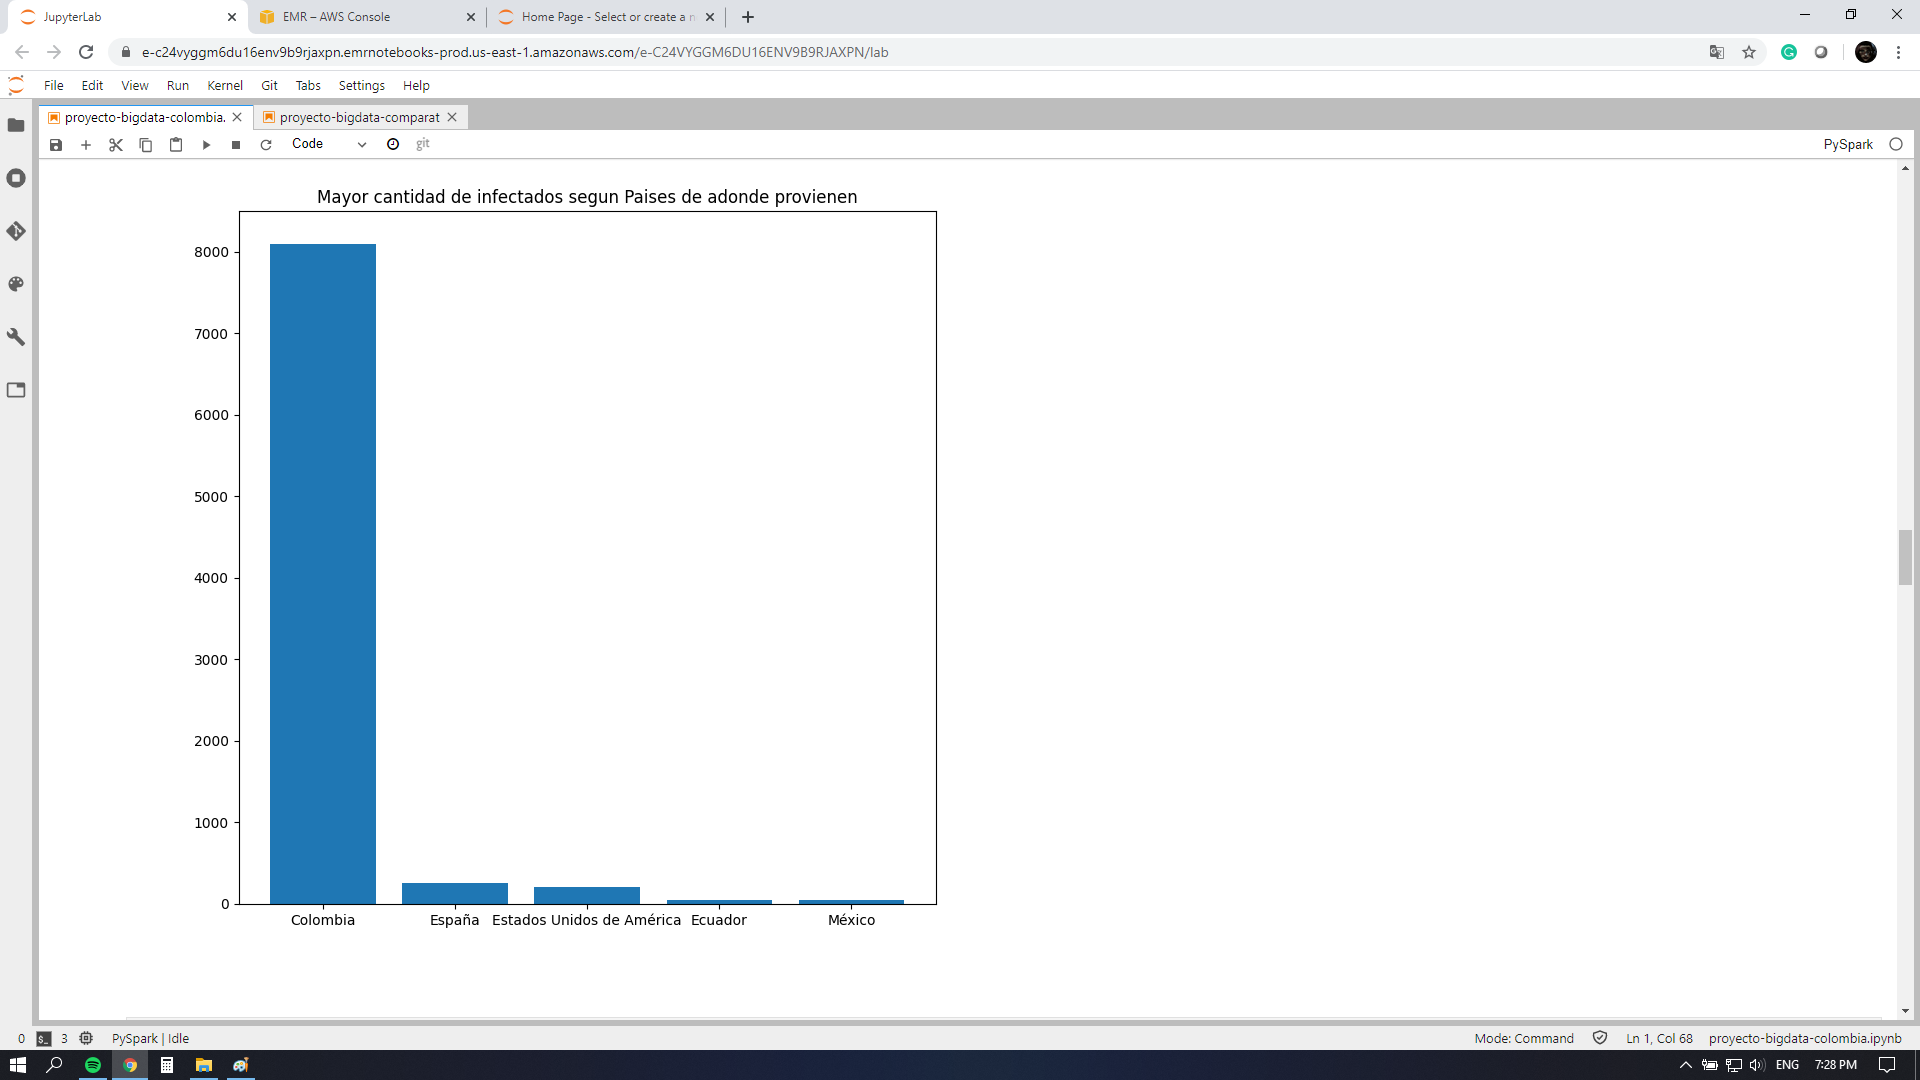 JupyterLab
EMR – AWS Console
Home Page - Select or create a n
e-c24vyggm6du16env9b9rjaxpn.emrnotebooks-prod.us-east-1.amazonaws.com/e-C24VYGGM6DU16ENV9B9RJAXPN/lab
File Edit View Run Kernel Git Tabs Settings Help
proyecto-bigdata-colombia.
proyecto-bigdata-comparat
Code
git
PySpark
Mayor cantidad de infectados segun Paises de adonde provienen
8000
7000
6000
5000
4000
3000
2000
1000
0
Colombia España Estados Unidos de América Ecuador México
0 $_ 3 PySpark | Idle
Mode: Command Ln 1, Col 68 proyecto-bigdata-colombia.ipynb
ENG 7:28 PM